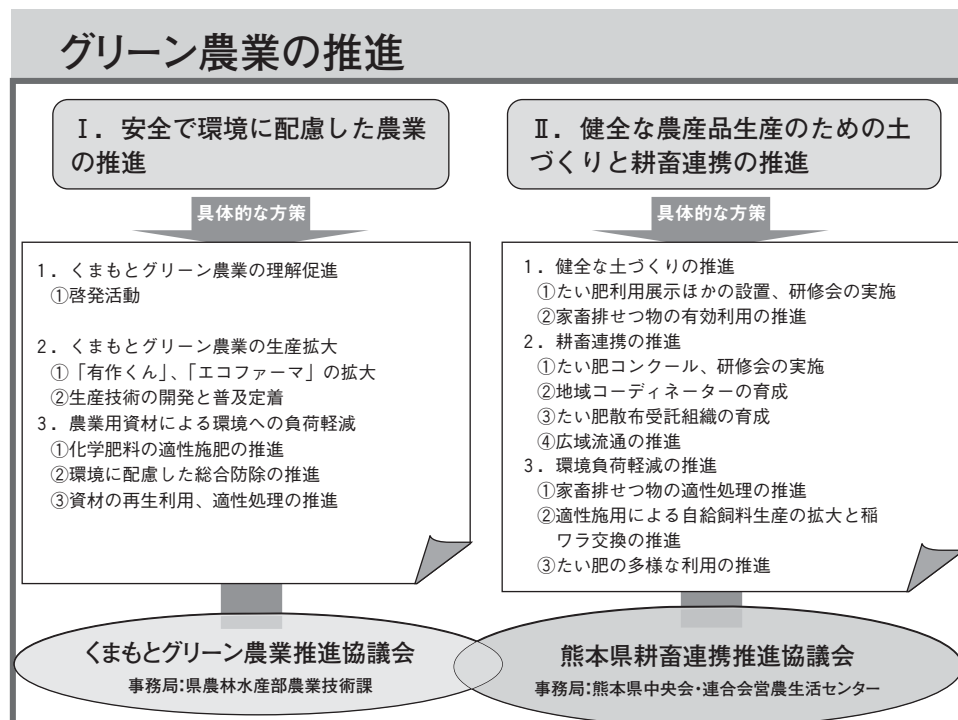 グリーン農業の推進
Ⅰ．安全で環境に配慮した農業
の推進
具体的な方策
1．くまもとグリーン農業の理解促進
①啓発活動
2．くまもとグリーン農業の生産拡大
①「有作くん」、「エコファーマ」の拡大
②生産技術の開発と普及定着
3．農業用資材による環境への負荷軽減
①化学肥料の適性施肥の推進
②環境に配慮した総合防除の推進
③資材の再生利用、適性処理の推進
くまもとグリーン農業推進協議会
事務局:県農林水産部農業技術課
Ⅱ．健全な農産品生産のための土
づくりと耕畜連携の推進
具体的な方策
1．健全な土づくりの推進
①たい肥利用展示ほかの設置、研修会の実施
②家畜排せつ物の有効利用の推進
2．耕畜連携の推進
①たい肥コンクール、研修会の実施
②地域コーディネーターの育成
③たい肥散布受託組織の育成
④広域流通の推進
3．環境負荷軽減の推進
①家畜排せつ物の適性処理の推進
②適性施用による自給飼料生産の拡大と稲
ワラ交換の推進
③たい肥の多様な利用の推進
熊本県耕畜連携推進協議会
事務局:熊本県中央会・連合会営農生活センター